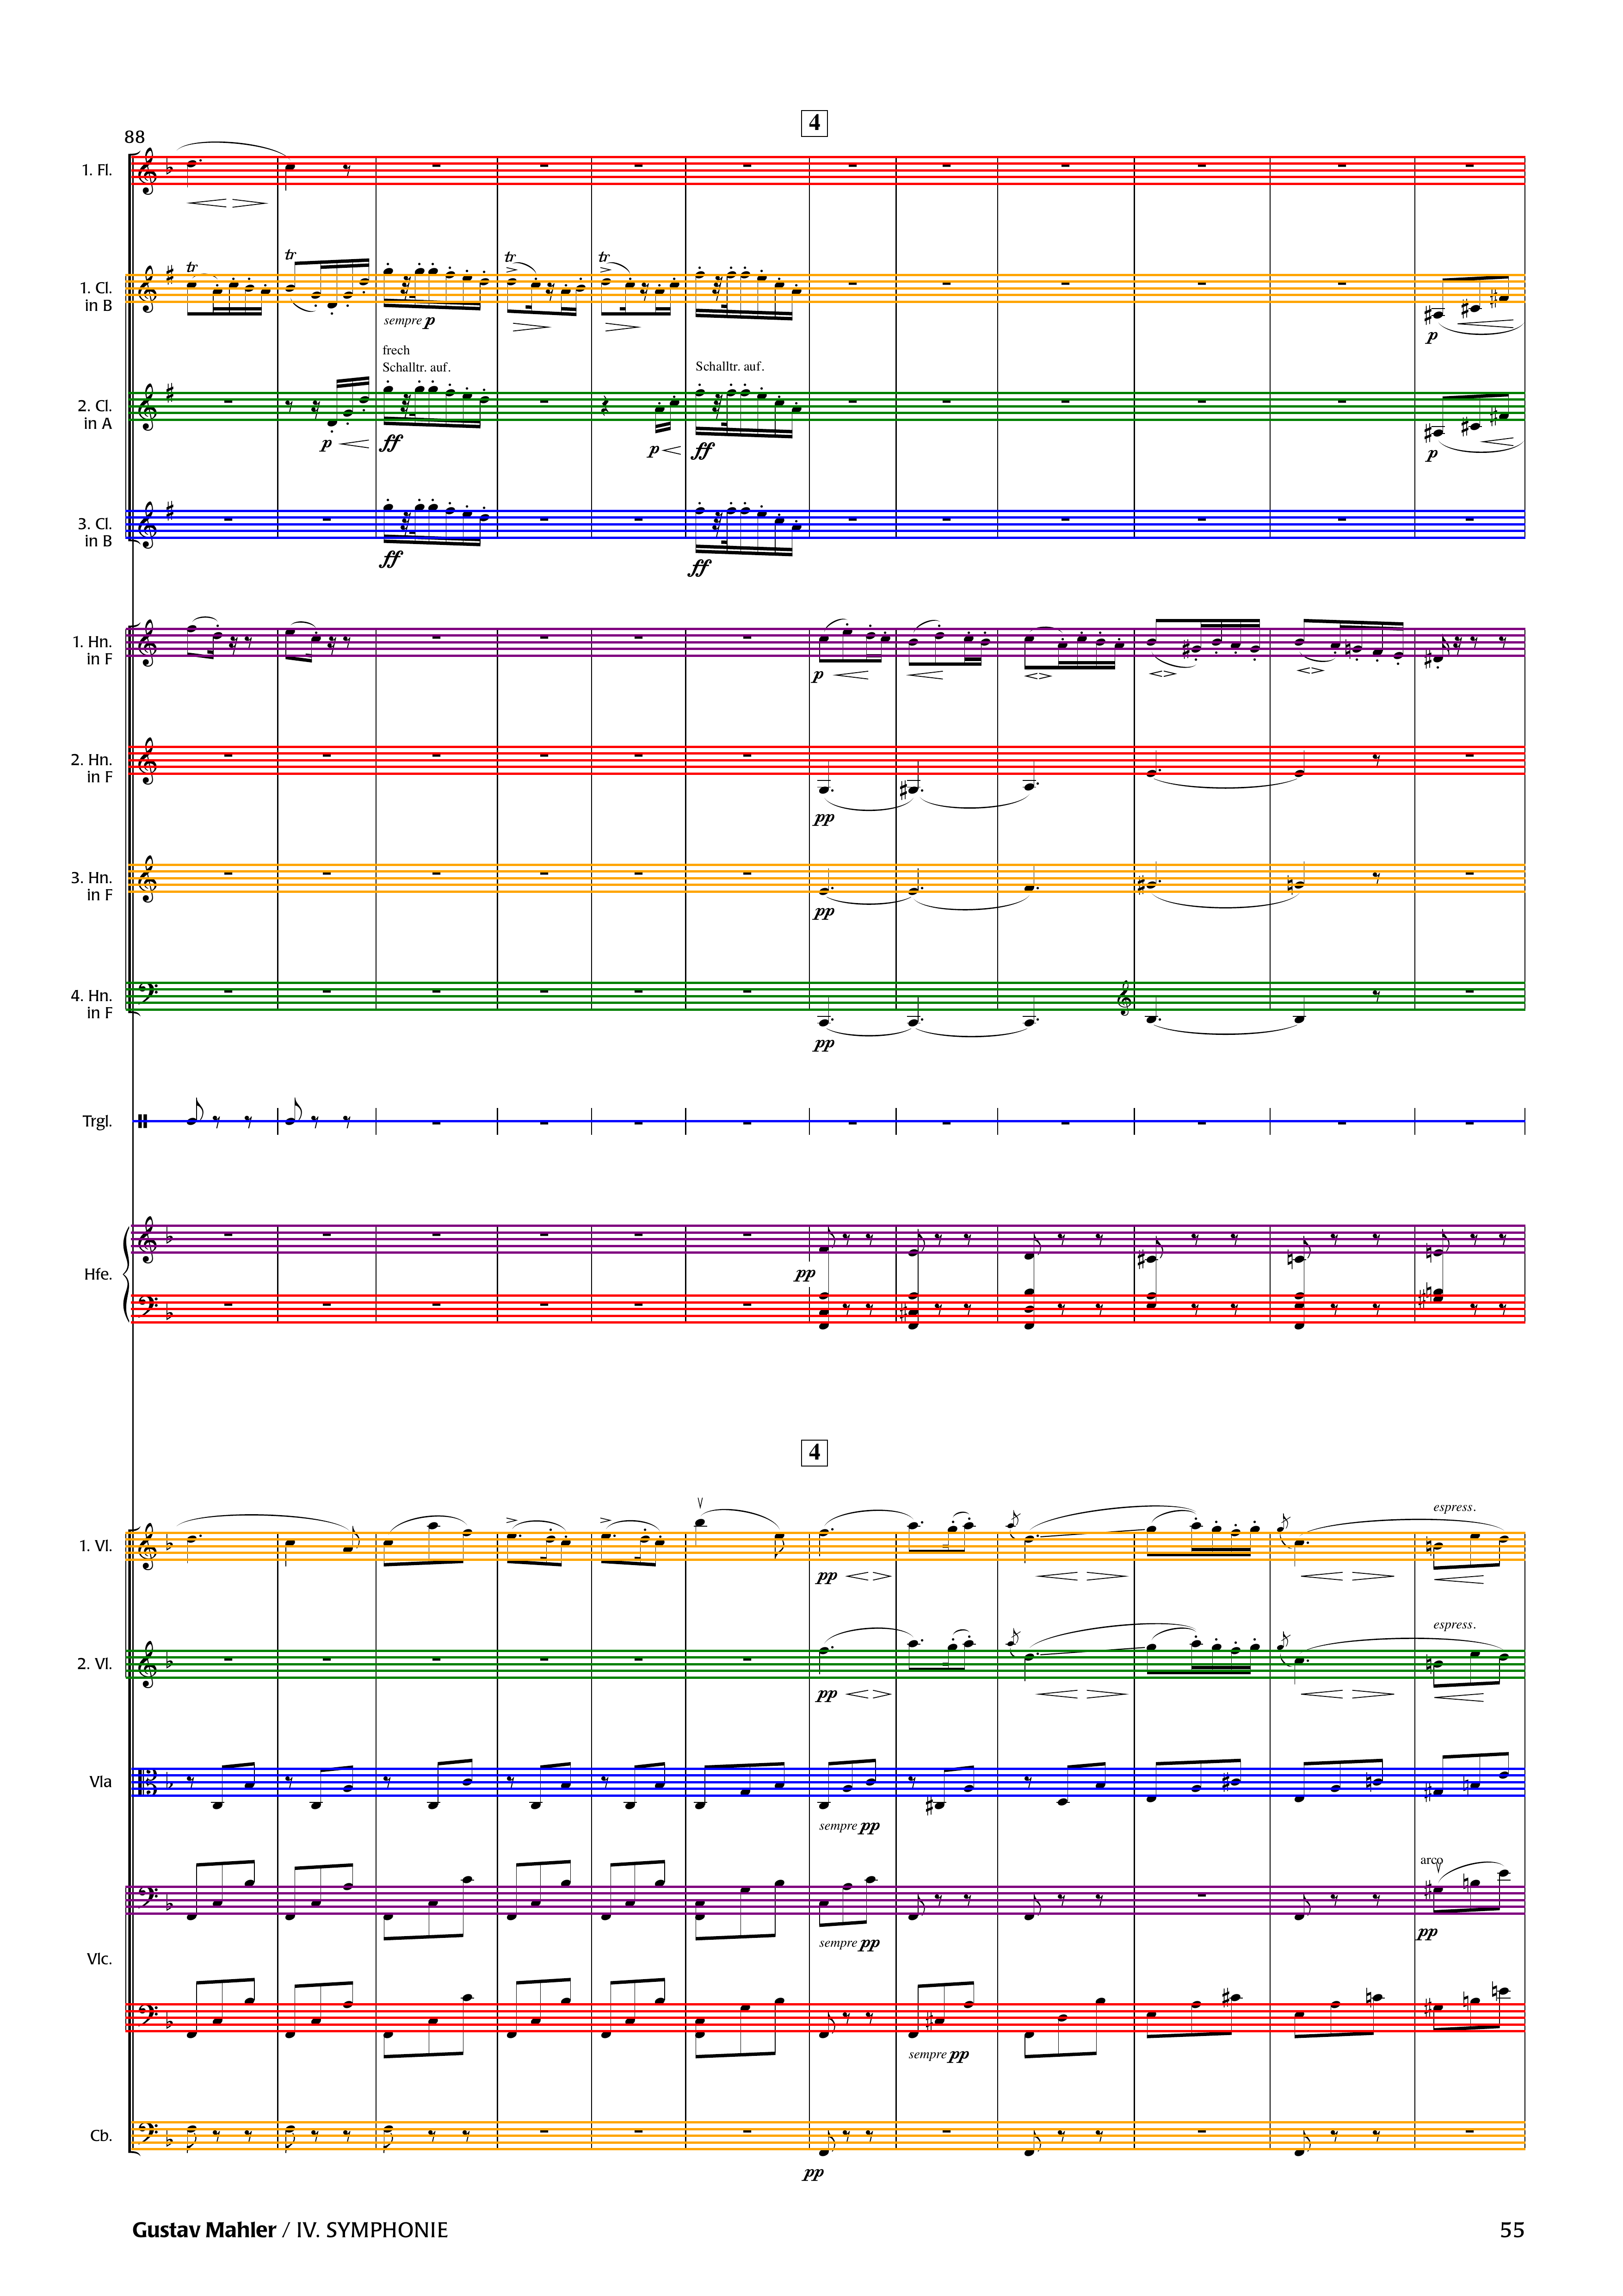 4
88
1. Fl.
tr tr tr tr
1. Cl.
in B
sempre p
p
frech
Schalltr. auf. Schalltr. auf.
2. Cl.
in A
p ff p ff p
3. Cl.
in B
ff ff
1. Hn.
in F
p
2. Hn.
in F
pp
3. Hn.
in F
pp
4. Hn.
in F
pp
Trgl.
Hfe.
pp
4
espress.
1. Vl.
pp
espress.
2. Vl.
pp
Vla
sempre pp
arco
sempre pp pp
Vlc.
sempre pp
Cb.
pp
Gustav Mahler / IV. SYMPHONIE 55